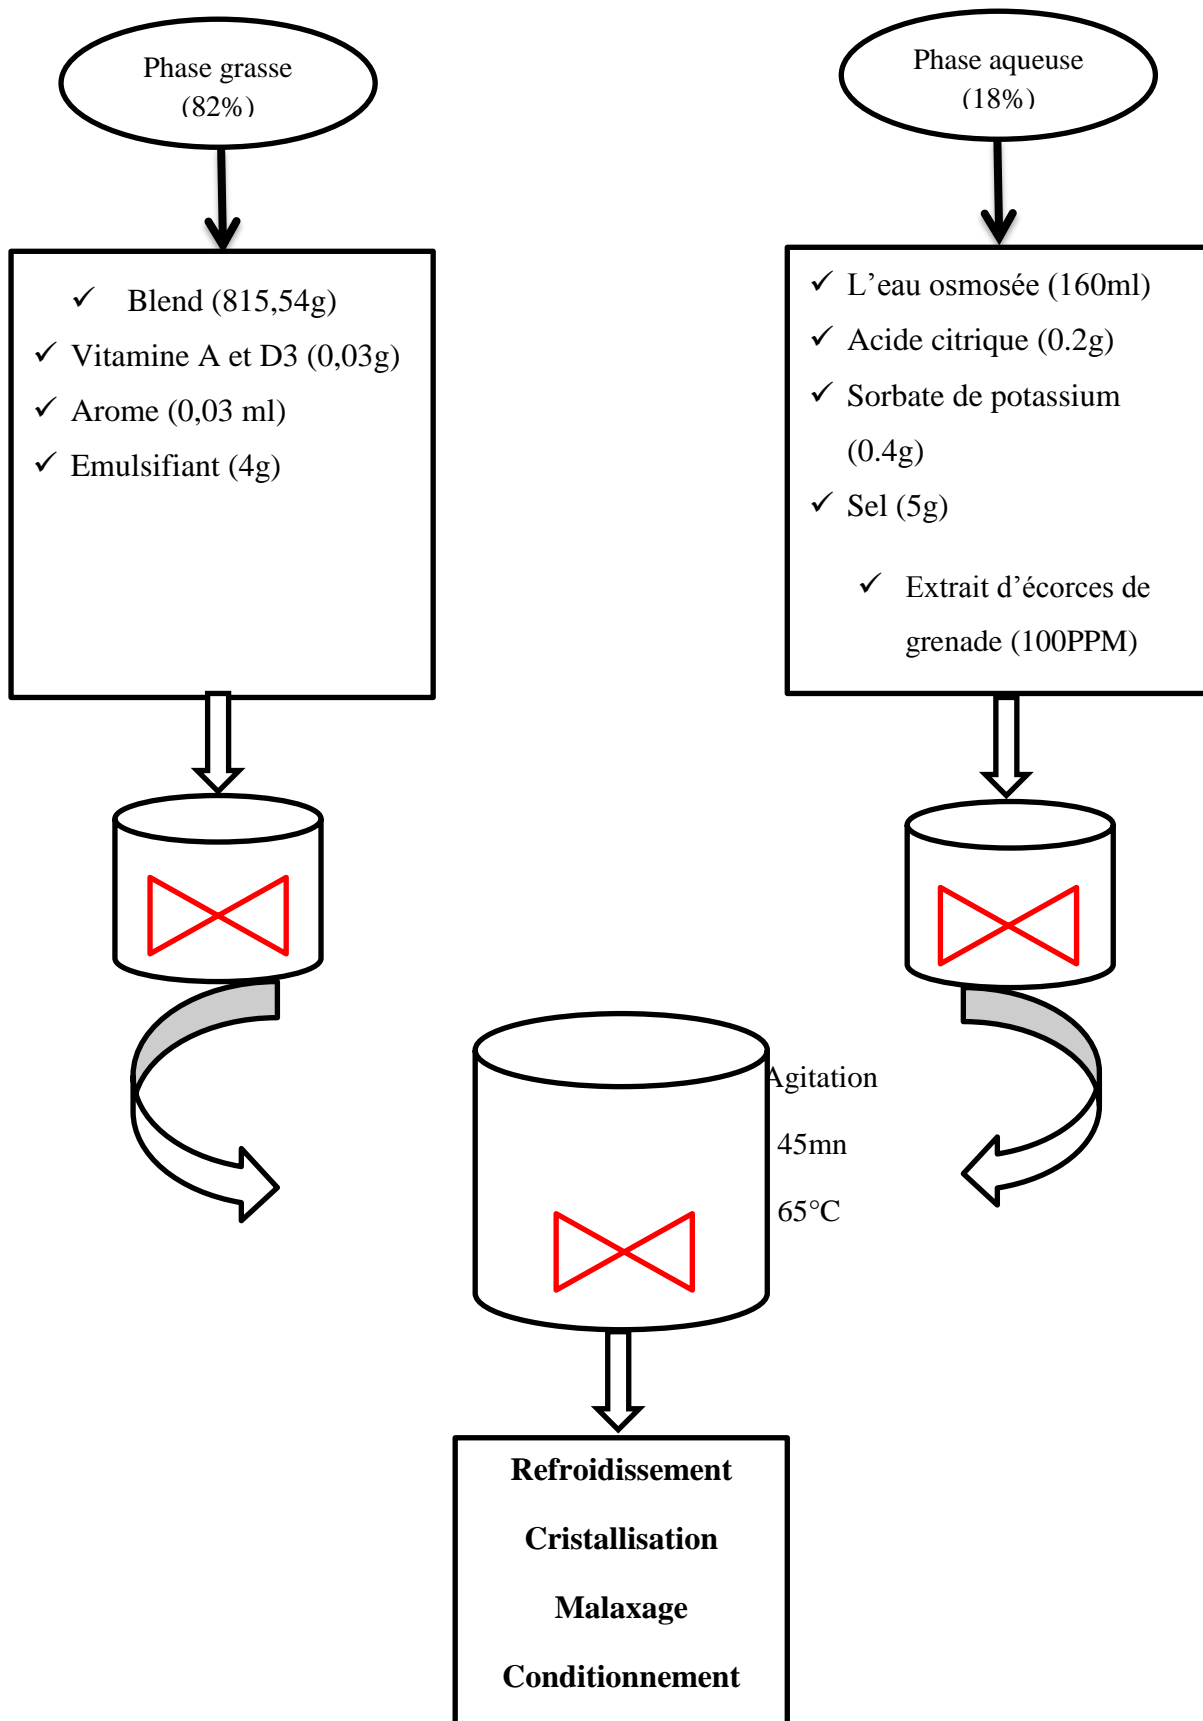 Phase grasse
(82%)
Phase aqueuse
(18%)
✓ Blend (815,54g)
✓ Vitamine A et D3 (0,03g)
✓ Arome (0,03 ml)
✓ Emulsifiant (4g)
✓ L’eau osmosée (160ml)
✓ Acide citrique (0.2g)
✓ Sorbate de potassium
(0.4g)
✓ Sel (5g)
✓ Extrait d’écorces de
grenade (100PPM)
Agitation
45mn
65°C
Refroidissement
Cristallisation
Malaxage
Conditionnement